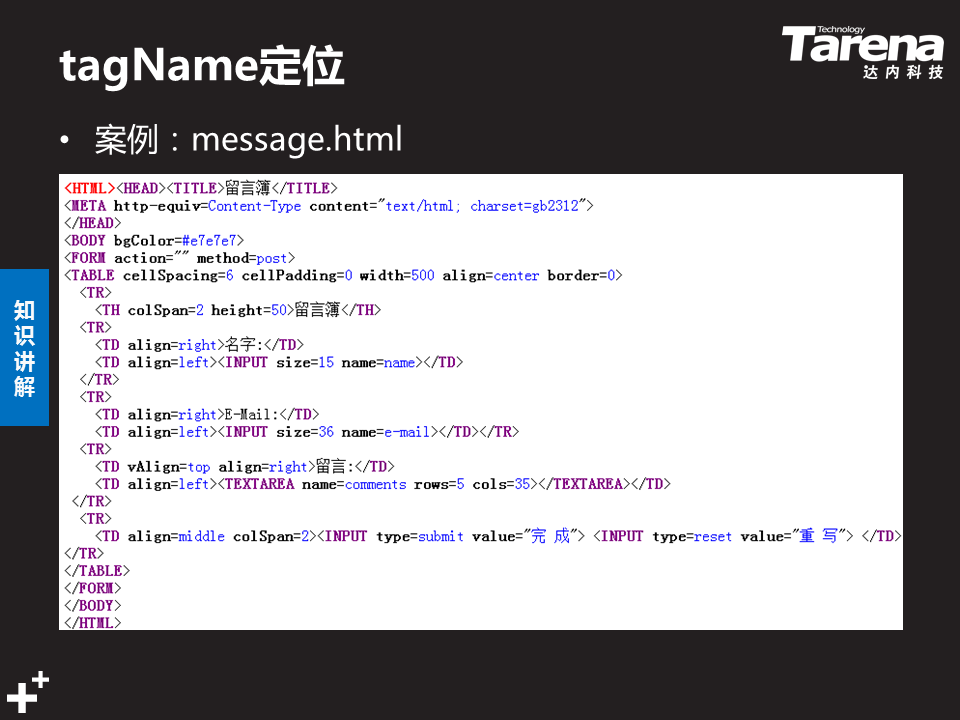 tagName定位
Technology
Tarena
达内科技
• 案例：message.html
知识讲解
<HTML><HEAD><TITLE>留言簿</TITLE>
<META http-equiv=Content-Type content="text/html; charset=gb2312">
</HEAD>
<BODY bgColor=#e7e7e7>
<FORM action="" method=post>
<TABLE cellSpacing=6 cellPadding=0 width=500 align=center border=0>
<TR>
<TH colSpan=2 height=50>留言簿</TH>
<TR>
<TD align=right>名字:</TD>
<TD align=left><INPUT size=15 name=name></TD>
</TR>
<TR>
<TD align=right>E-Mail:</TD>
<TD align=left><INPUT size=36 name=e-mail></TD></TR>
<TR>
<TD vAlign=top align=right>留言:</TD>
<TD align=left><TEXTAREA name=comments rows=5 cols=35></TEXTAREA></TD>
</TR>
<TR>
<TD align=middle colSpan=2><INPUT type=submit value="完 成"> <INPUT type=reset value="重 写"> </TD>
</TR>
</TABLE>
</FORM>
</BODY>
</HTML>